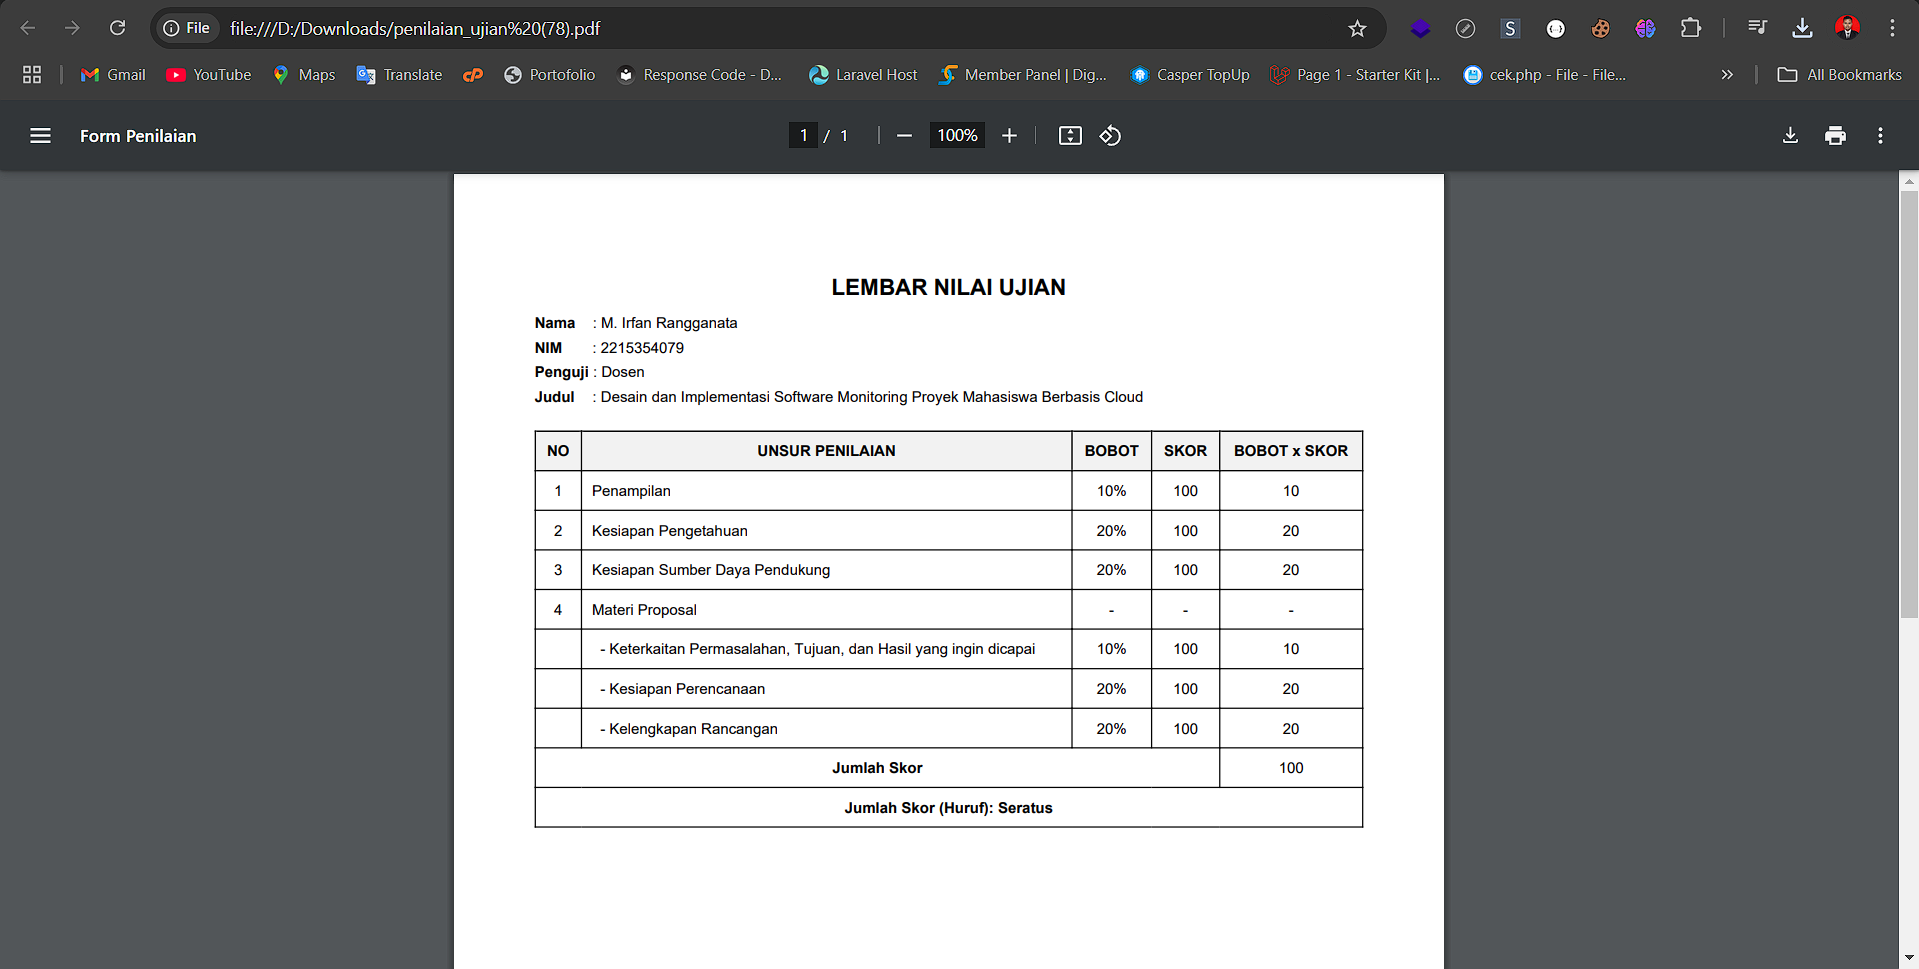 File file:///D:/Downloads/penilaian_ujian%20(78).pdf
Gmail YouTube Maps Translate Portofolio Response Code - D... Laravel Host Member Panel | Dig... Casper TopUp Page 1 - Starter Kit |... cek.php - File - File... » All Bookmarks
Form Penilaian 1 / 1 100%
LEMBAR NILAI UJIAN
Nama : M. Irfan Rangganata
NIM : 2215354079
Penguji : Dosen
Judul : Desain dan Implementasi Software Monitoring Proyek Mahasiswa Berbasis Cloud
NO UNSUR PENILAIAN BOBOT SKOR BOBOT x SKOR
1 Penampilan 10% 100 10
2 Kesiapan Pengetahuan 20% 100 20
3 Kesiapan Sumber Daya Pendukung 20% 100 20
4 Materi Proposal - - -
- Keterkaitan Permasalahan, Tujuan, dan Hasil yang ingin dicapai 10% 100 10
- Kesiapan Perencanaan 20% 100 20
- Kelengkapan Rancangan 20% 100 20
Jumlah Skor 100
Jumlah Skor (Huruf): Seratus